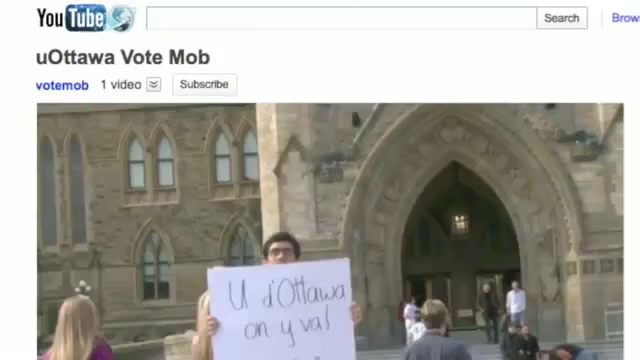 YouTube
Search
Brow
uOttawa Vote Mob
votemob 1 video Subscribe
U d'Ottawa
on y va!